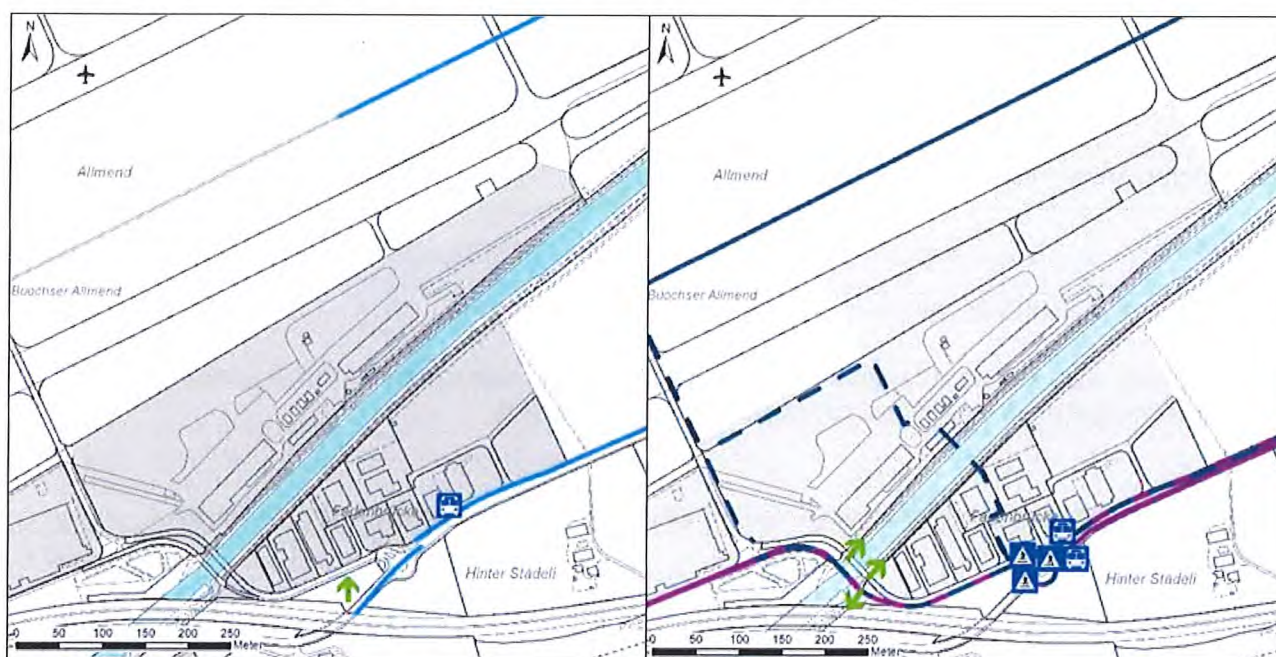 N
Allmend
Buochser Allmend
Fadenbrücke
Hinter Städeli
0 50 100 150 200 250
Meter
N
Allmend
Buochser Allmend
Hinter Städeli
0 50 100 150 200 250
Meter